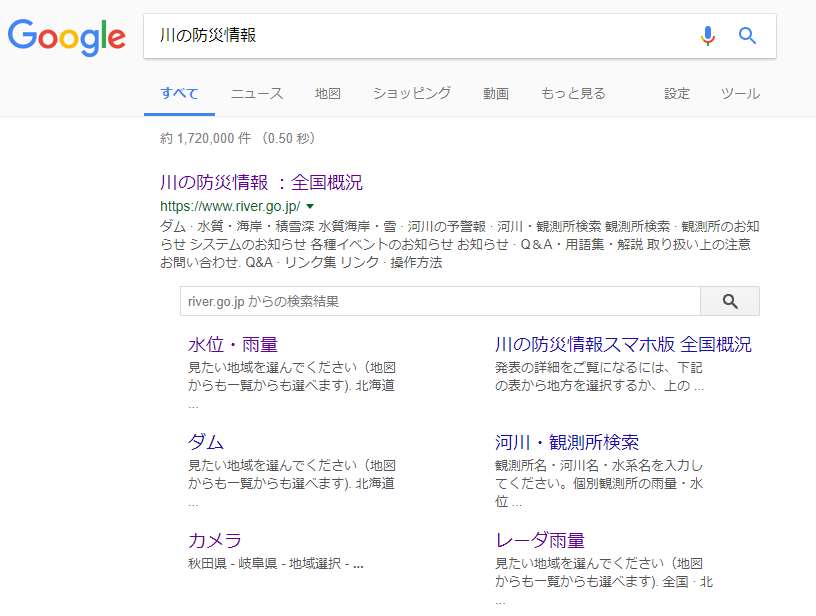 Google
川の防災情報
すべて ニュース 地図 ショッピング 動画 もっと見る 設定 ツール
約 1,720,000 件 （0.50 秒）
川の防災情報 ：全国概況
https://www.river.go.jp/
ダム · 水質・海岸・積雪深 水質海岸・雪 · 河川の予警報 · 河川・観測所検索 観測所検索 · 観測所のお知
らせ システムのお知らせ 各種イベントのお知らせ お知らせ · Q＆A・用語集・解説 取り扱い上の注意
お問い合わせ. Q&A · リンク集 リンク · 操作方法
river.go.jp からの検索結果
水位・雨量
見たい地域を選んでください（地図
からも一覧からも選べます). 北海道
...
川の防災情報スマホ版 全国概況
発表の詳細をご覧になるには、下記
の表から地方を選択するか、上の ...
ダム
見たい地域を選んでください（地図
からも一覧からも選べます). 北海道
...
河川・観測所検索
観測所名・河川名・水系名を入力し
てください。個別観測所の雨量・水
位 ...
カメラ
秋田県 - 岐阜県 - 地域選択 - ...
レーダ雨量
見たい地域を選んでください（地図
からも一覧からも選べます). 全国 · 北
...